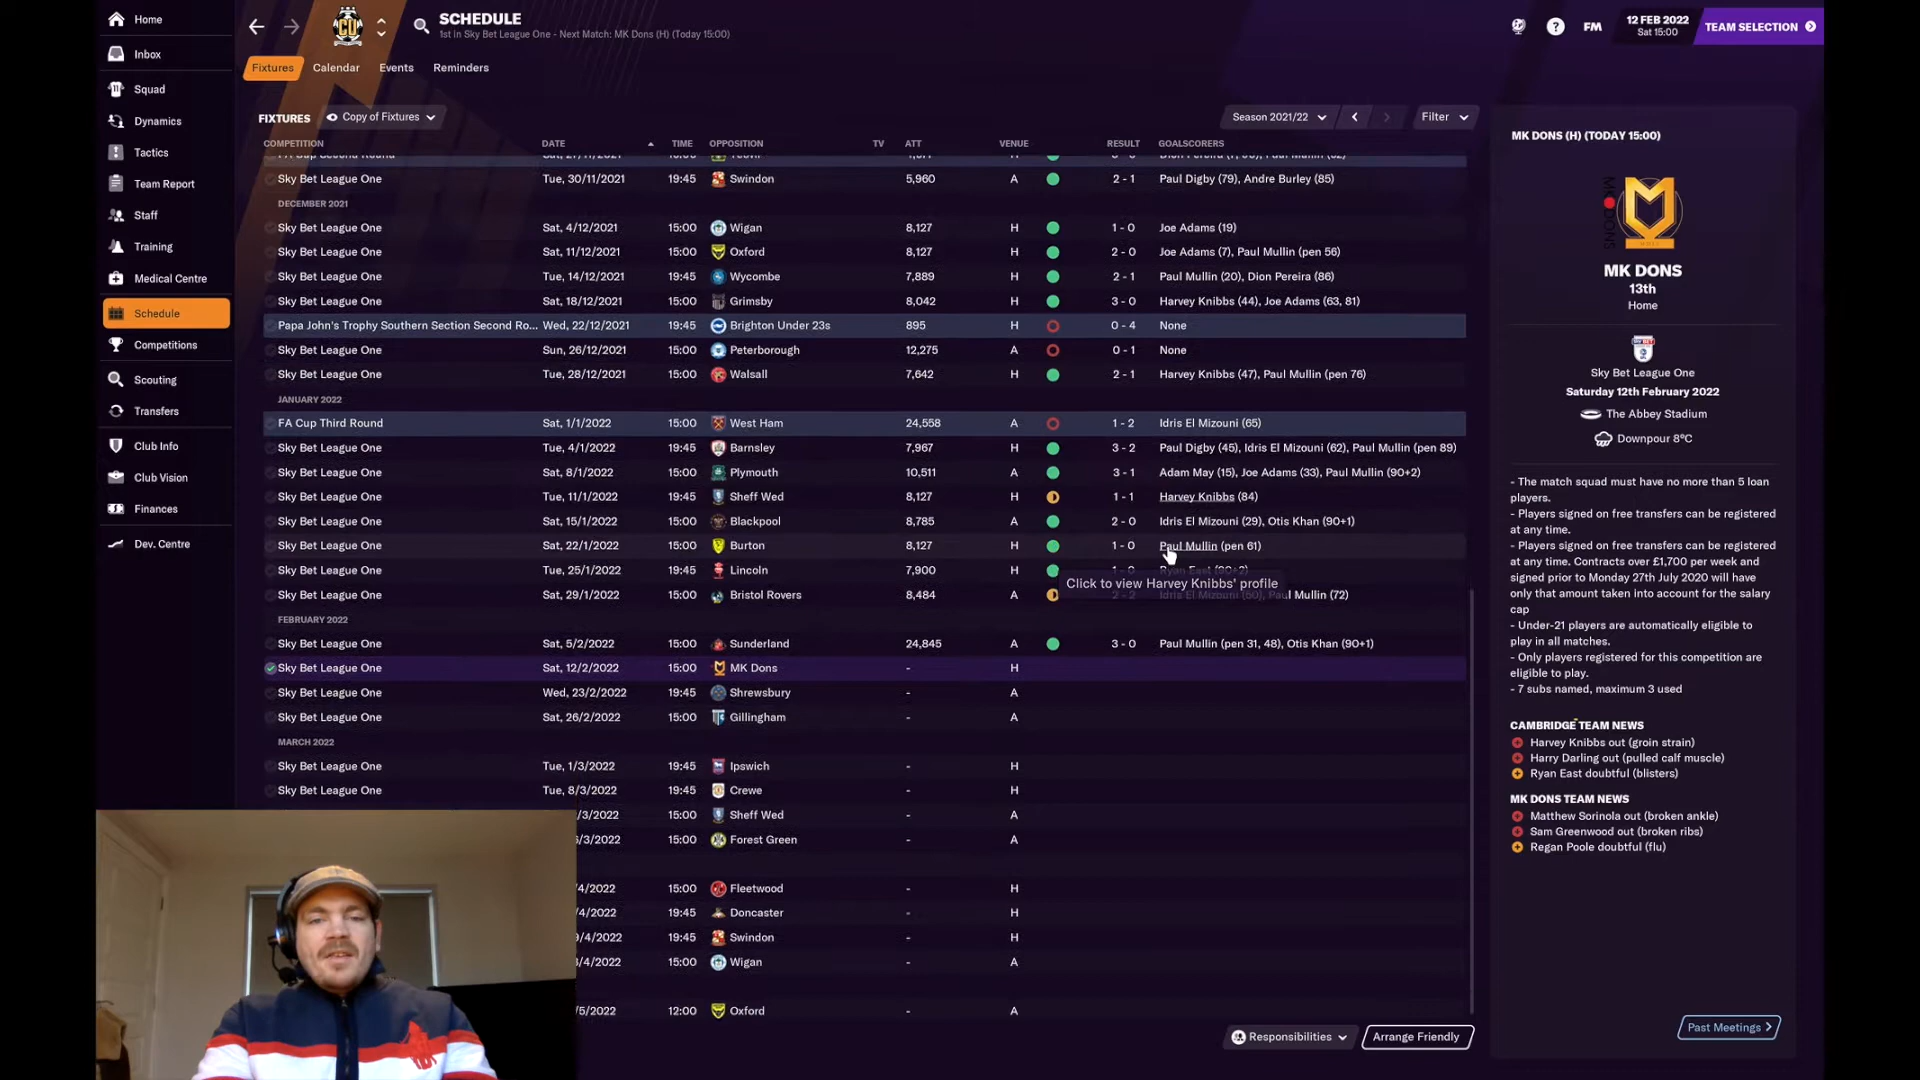 Home
Inbox
Squad
Dynamics
Tactics
Team Report
Staff
Training
Medical Centre
Schedule
Competitions
Scouting
Transfers
Club Info
Club Vision
Finances
Dev. Centre
SCHEDULE
1st in Sky Bet League One - Next Match: MK Dons (H) (Today 15:00)
FM
12 FEB 2022
Sat 15:00
TEAM SELECTION
Fixtures Calendar Events Reminders
FIXTURES Copy of Fixtures Season 2021/22 Filter
COMPETITION DATE TIME OPPOSITION TV ATT VENUE RESULT GOALSCORERS
Sky Bet League One Tue, 30/11/2021 19:45 Swindon 5,960 A 2 - 1 Paul Digby (79), Andre Burley (85)
DECEMBER 2021
Sky Bet League One Sat, 4/12/2021 15:00 Wigan 8,127 H 1 - 0 Joe Adams (19)
Sky Bet League One Sat, 11/12/2021 15:00 Oxford 8,127 H 2 - 0 Joe Adams (7), Paul Mullin (pen 56)
Sky Bet League One Tue, 14/12/2021 19:45 Wycombe 7,889 H 2 - 1 Paul Mullin (20), Dion Pereira (86)
Sky Bet League One Sat, 18/12/2021 15:00 Grimsby 8,042 H 3 - 0 Harvey Knibbs (44), Joe Adams (63, 81)
Papa John's Trophy Southern Section Second Ro... Wed, 22/12/2021 19:45 Brighton Under 23s 895 H 0 - 4 None
Sky Bet League One Sun, 26/12/2021 15:00 Peterborough 12,275 A 0 - 1 None
Sky Bet League One Tue, 28/12/2021 15:00 Walsall 7,642 H 2 - 1 Harvey Knibbs (47), Paul Mullin (pen 76)
JANUARY 2022
FA Cup Third Round Sat, 1/1/2022 15:00 West Ham 24,558 A 1 - 2 Idris El Mizouni (65)
Sky Bet League One Tue, 4/1/2022 15:00 Barnsley 7,967 H 3 - 2 Paul Digby (45), Idris El Mizouni (62), Paul Mullin (pen 89)
Sky Bet League One Sat, 8/1/2022 15:00 Plymouth 10,511 A 3 - 1 Adam May (15), Joe Adams (33), Paul Mullin (90+2)
Sky Bet League One Tue, 11/1/2022 19:45 Sheff Wed 8,127 H 1 - 1 Harvey Knibbs (84)
Sky Bet League One Sat, 15/1/2022 15:00 Blackpool 8,785 A 2 - 0 Idris El Mizouni (29), Otis Khan (90+1)
Sky Bet League One Sat, 22/1/2022 15:00 Burton 8,127 H 1 - 0 Paul Mullin (pen 61)
Sky Bet League One Tue, 25/1/2022 19:45 Lincoln 7,900 H 1 - 0 Ryan East (90+2)
Click to view Harvey Knibbs' profile
Sky Bet League One Sat, 29/1/2022 15:00 Bristol Rovers 8,484 A 2 - 2 Idris El Mizouni (50), Paul Mullin (72)
FEBRUARY 2022
Sky Bet League One Sat, 5/2/2022 15:00 Sunderland 24,845 A 3 - 0 Paul Mullin (pen 31, 48), Otis Khan (90+1)
Sky Bet League One Sat, 12/2/2022 15:00 MK Dons - H
Sky Bet League One Wed, 23/2/2022 19:45 Shrewsbury - A
Sky Bet League One Sat, 26/2/2022 15:00 Gillingham - A
MARCH 2022
Sky Bet League One Tue, 1/3/2022 19:45 Ipswich - H
Sky Bet League One Tue, 8/3/2022 19:45 Crewe - H
/3/2022 15:00 Sheff Wed - A
/3/2022 15:00 Forest Green - A
/4/2022 15:00 Fleetwood - H
/4/2022 19:45 Doncaster - H
/4/2022 19:45 Swindon - H
/4/2022 15:00 Wigan - A
/5/2022 12:00 Oxford - A
Responsibilities Arrange Friendly
MK DONS (H) (TODAY 15:00)
MK DONS
13th
Home
Sky Bet League One
Saturday 12th February 2022
The Abbey Stadium
Downpour 8°C
- The match squad must have no more than 5 loan
players.
- Players signed on free transfers can be registered
at any time.
- Players signed on free transfers can be registered
at any time. Contracts over £1,700 per week and
signed prior to Monday 27th July 2020 will have
only that amount taken into account for the salary
cap
- Under-21 players are automatically eligible to
play in all matches.
- Only players registered for this competition are
eligible to play.
- 7 subs named, maximum 3 used
CAMBRIDGE TEAM NEWS
Harvey Knibbs out (groin strain)
Harry Darling out (pulled calf muscle)
Ryan East doubtful (blisters)
MK DONS TEAM NEWS
Matthew Sorinola out (broken ankle)
Sam Greenwood out (broken ribs)
Regan Poole doubtful (flu)
Past Meetings